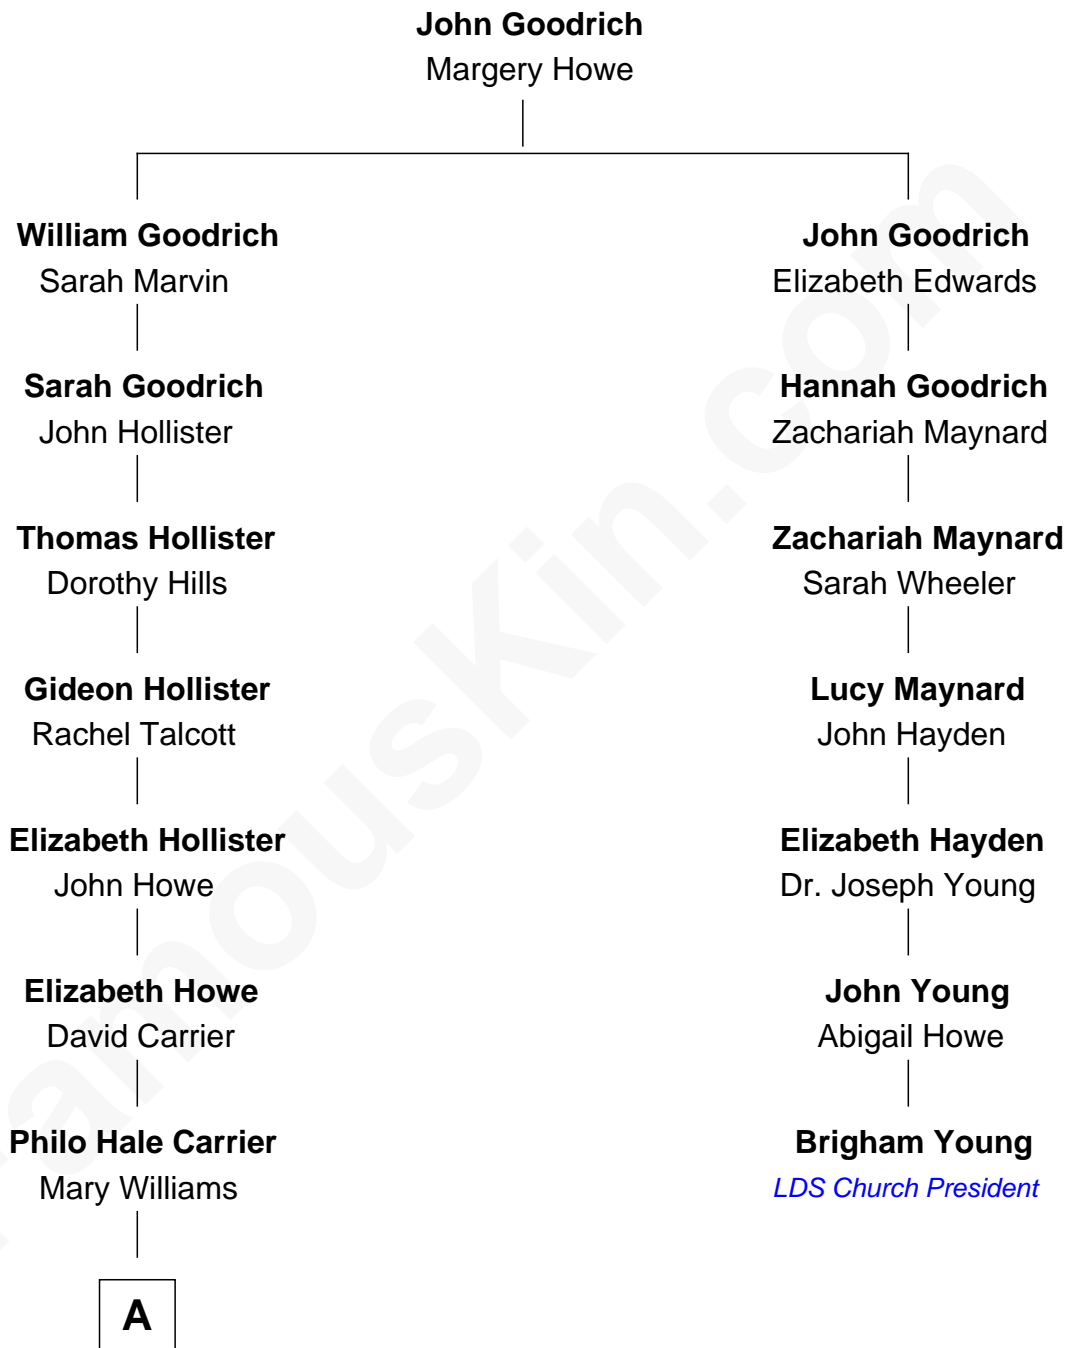 John Goodrich
Margery Howe
William Goodrich
Sarah Marvin
John Goodrich
Elizabeth Edwards
Sarah Goodrich
John Hollister
Hannah Goodrich
Zachariah Maynard
Thomas Hollister
Dorothy Hills
Zachariah Maynard
Sarah Wheeler
Gideon Hollister
Rachel Talcott
Lucy Maynard
John Hayden
Elizabeth Hollister
John Howe
Elizabeth Hayden
Dr. Joseph Young
Elizabeth Howe
David Carrier
John Young
Abigail Howe
Philo Hale Carrier
Mary Williams
Brigham Young
LDS Church President
A
FamousKin.com